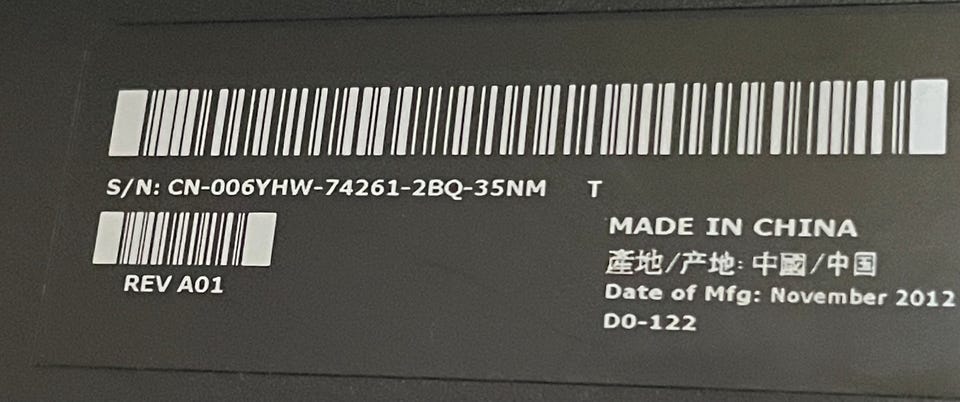 S/N: CN-006YHW-74261-2BQ-35NM T
REV A01
MADE IN CHINA
產地/产地: 中國/中国
Date of Mfg: November 2012
D0-122